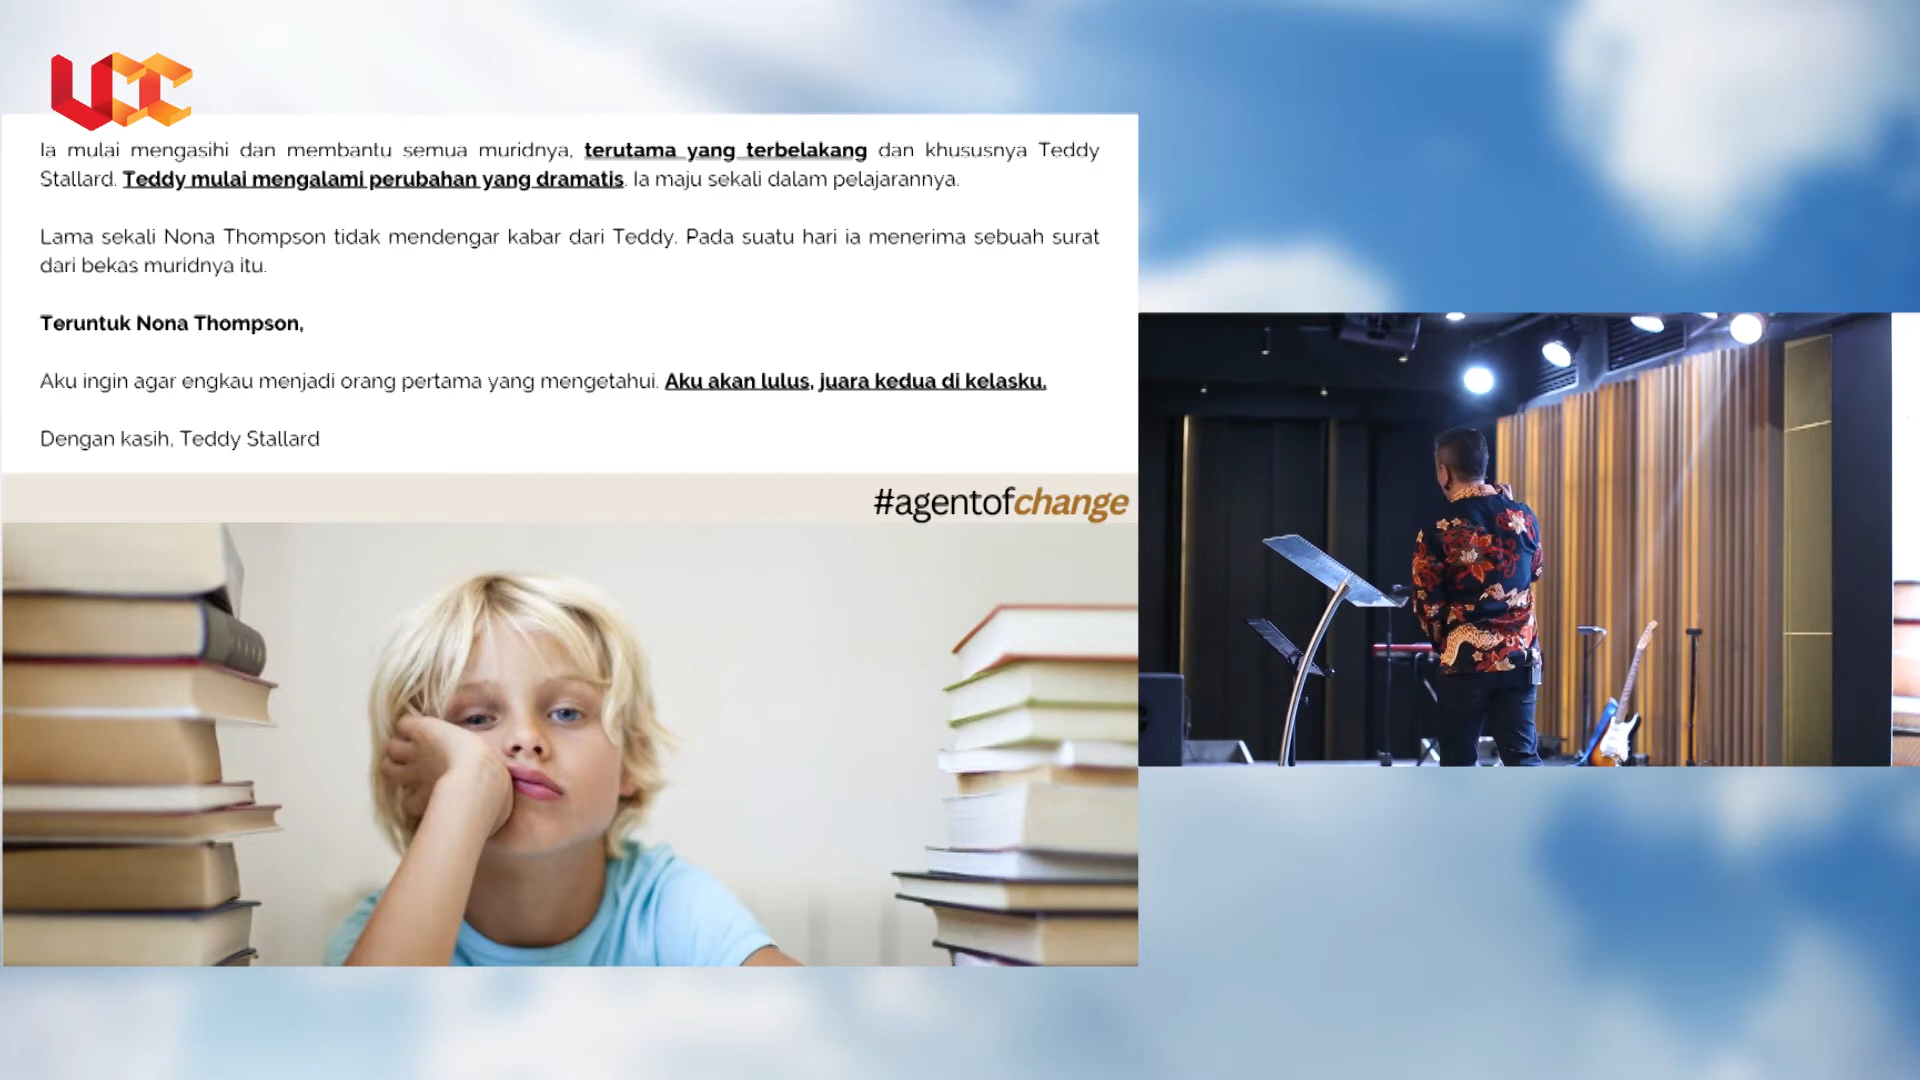 UCC
Ia mulai mengasihi dan membantu semua muridnya, terutama yang terbelakang dan khususnya Teddy
Stallard. Teddy mulai mengalami perubahan yang dramatis. Ia maju sekali dalam pelajarannya.
Lama sekali Nona Thompson tidak mendengar kabar dari Teddy. Pada suatu hari ia menerima sebuah surat
dari bekas muridnya itu.
Teruntuk Nona Thompson,
Aku ingin agar engkau menjadi orang pertama yang mengetahui. Aku akan lulus, juara kedua di kelasku.
Dengan kasih, Teddy Stallard
#agentofchange